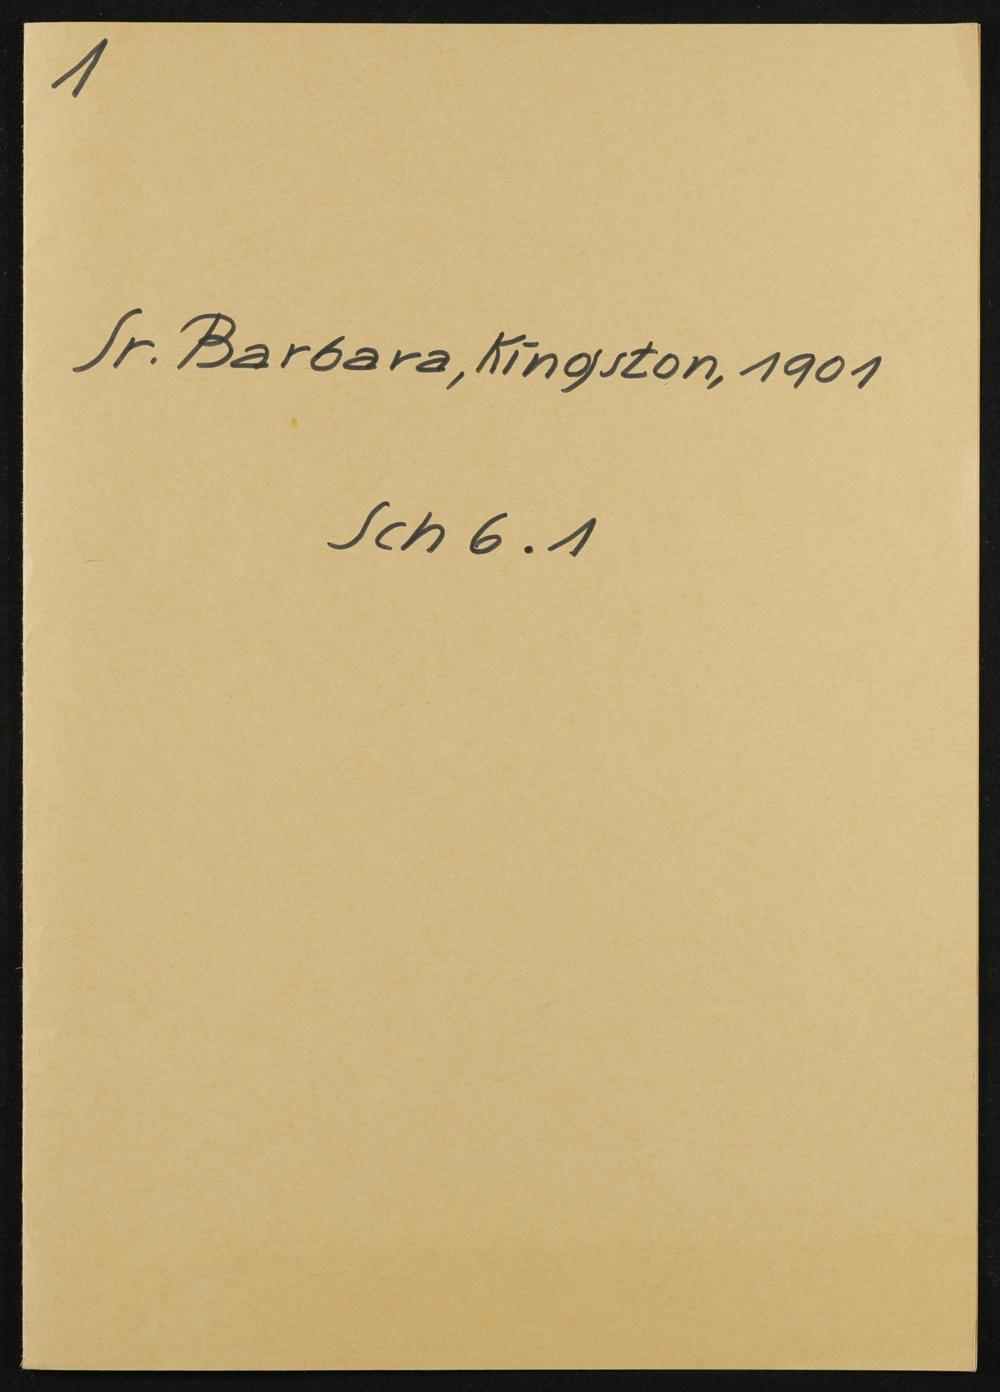 1
Sr. Barbara, Kingston, 1901
Sch 6.1